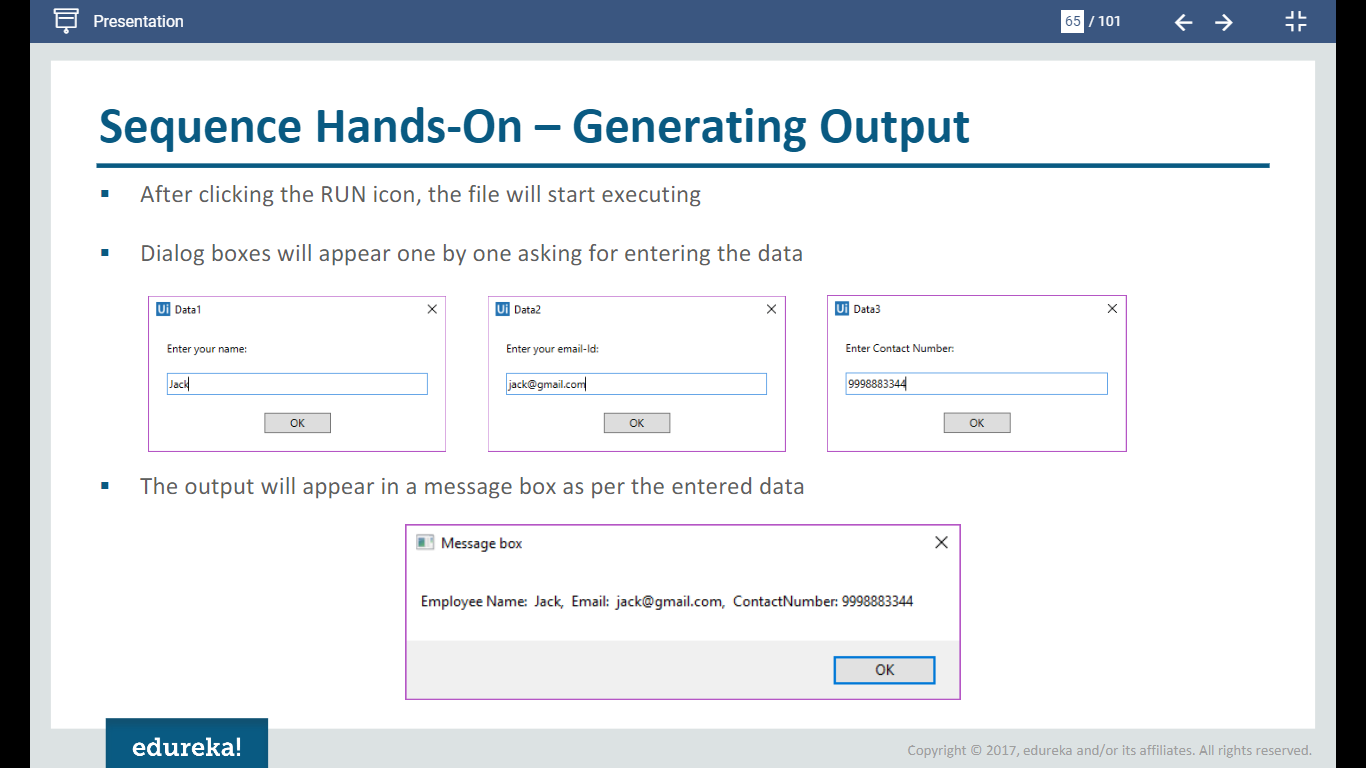 Presentation
65 / 101
Sequence Hands-On – Generating Output
▪ After clicking the RUN icon, the file will start executing
▪ Dialog boxes will appear one by one asking for entering the data
Ui Data1
Enter your name:
Jack
OK
Ui Data2
Enter your email-Id:
jack@gmail.com
OK
Ui Data3
Enter Contact Number:
9998883344
OK
▪ The output will appear in a message box as per the entered data
Message box
Employee Name:  Jack,  Email:  jack@gmail.com,  ContactNumber: 9998883344
OK
edureka!
Copyright © 2017, edureka and/or its affiliates. All rights reserved.